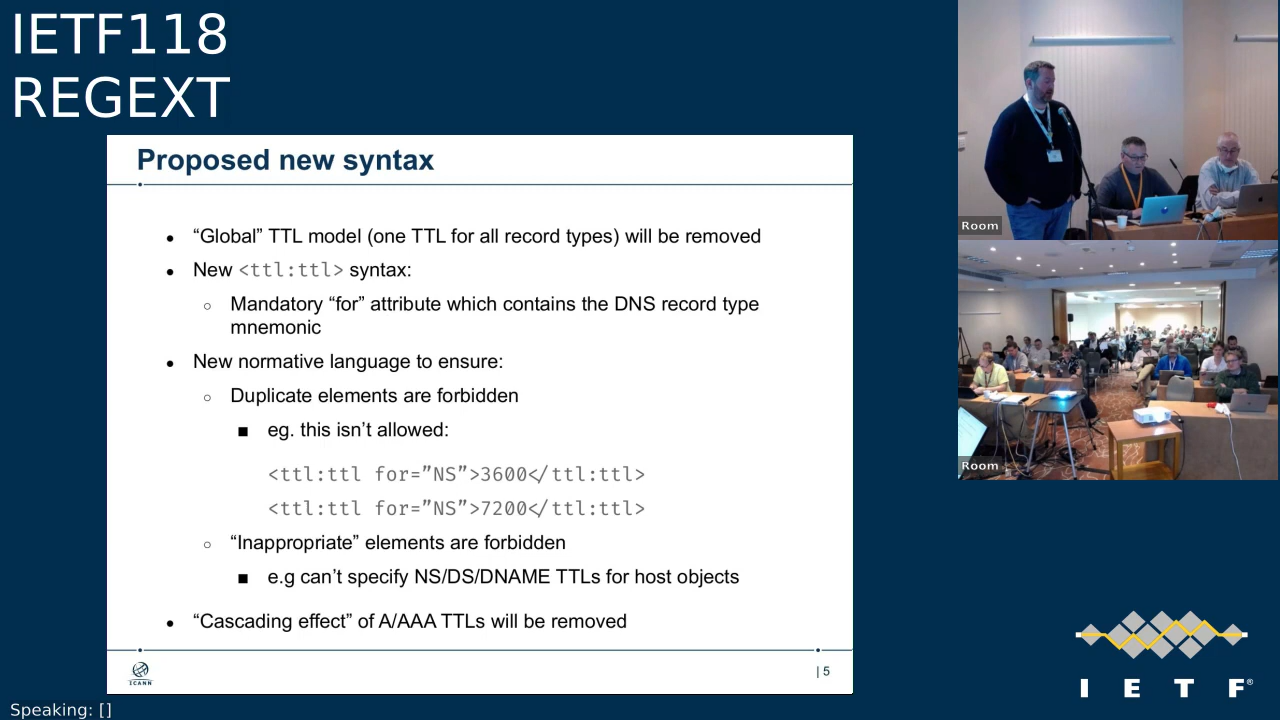 IETF118
REGEXT
Proposed new syntax
● “Global” TTL model (one TTL for all record types) will be removed
● New <ttl:ttl> syntax:
○ Mandatory “for” attribute which contains the DNS record type
mnemonic
● New normative language to ensure:
○ Duplicate elements are forbidden
■ eg. this isn’t allowed:
<ttl:ttl for=”NS”>3600</ttl:ttl>
<ttl:ttl for=”NS”>7200</ttl:ttl>
○ “Inappropriate” elements are forbidden
■ e.g can’t specify NS/DS/DNAME TTLs for host objects
● “Cascading effect” of A/AAA TTLs will be removed
ICANN
| 5
Room
Room
I E T F®
Speaking: []